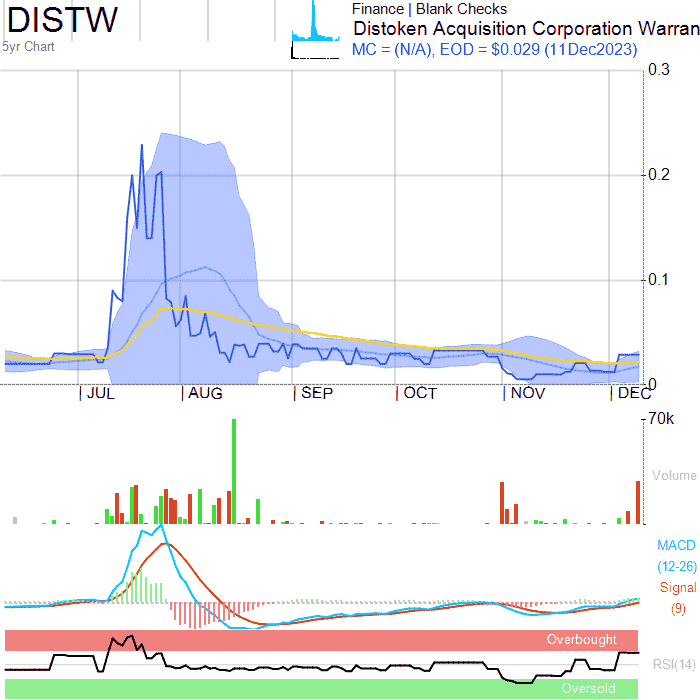 DISTW
Finance | Blank Checks
Distoken Acquisition Corporation Warran
5yr Chart
MC = (N/A), EOD = $0.029 (11Dec2023)
0.3
0.2
0.1
0
JUL AUG SEP OCT NOV DEC
70k
Volume
MACD
(12-26)
Signal
(9)
Overbought
RSI(14)
Oversold